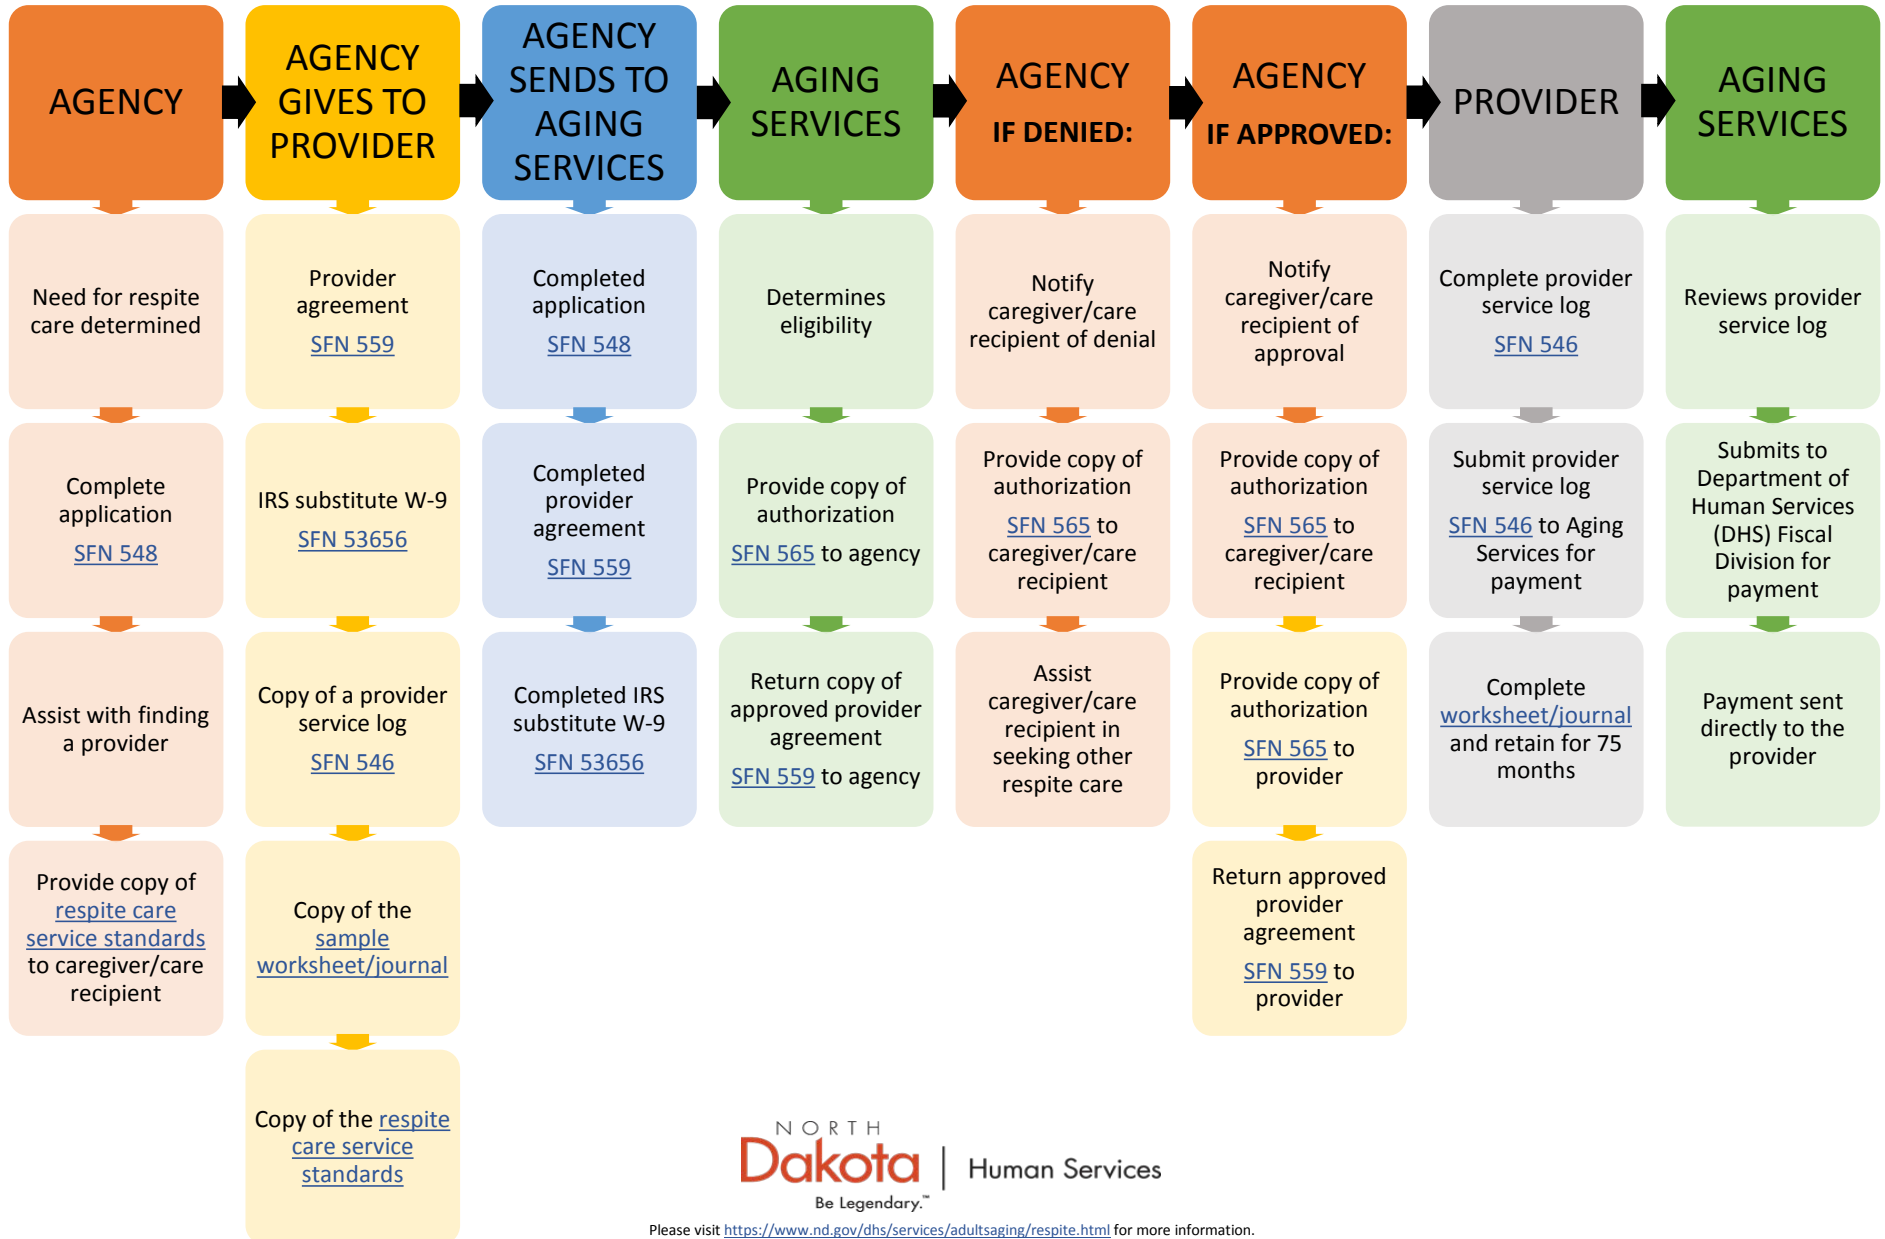 AGENCY
Need for respite
care determined
Complete
application
SFN 548
Assist with finding
a provider
Provide copy of
respite care
service standards
to caregiver/care
recipient
AGENCY
GIVES TO
PROVIDER
Provider
agreement
SFN 559
IRS substitute W-9
SFN 53656
Copy of a provider
service log
SFN 546
Copy of the
sample
worksheet/journal
Copy of the respite
care service
standards
AGENCY
SENDS TO
AGING
SERVICES
Completed
application
SFN 548
Completed
provider
agreement
SFN 559
Completed IRS
substitute W-9
SFN 53656
AGING
SERVICES
Determines
eligibility
Provide copy of
authorization
SFN 565 to agency
Return copy of
approved provider
agreement
SFN 559 to agency
AGENCY
IF DENIED:
Notify
caregiver/care
recipient of denial
Provide copy of
authorization
SFN 565 to
caregiver/care
recipient
Assist
caregiver/care
recipient in
seeking other
respite care
AGENCY
IF APPROVED:
Notify
caregiver/care
recipient of
approval
Provide copy of
authorization
SFN 565 to
caregiver/care
recipient
Provide copy of
authorization
SFN 565 to
provider
Return approved
provider
agreement
SFN 559 to
provider
PROVIDER
Complete provider
service log
SFN 546
Submit provider
service log
SFN 546 to Aging
Services for
payment
Complete
worksheet/journal
and retain for 75
months
AGING
SERVICES
Reviews provider
service log
Submits to
Department of
Human Services
(DHS) Fiscal
Division for
payment
Payment sent
directly to the
provider
NORTH
Dakota | Human Services
Be Legendary.™
Please visit https://www.nd.gov/dhs/services/adultsaging/respite.html for more information.